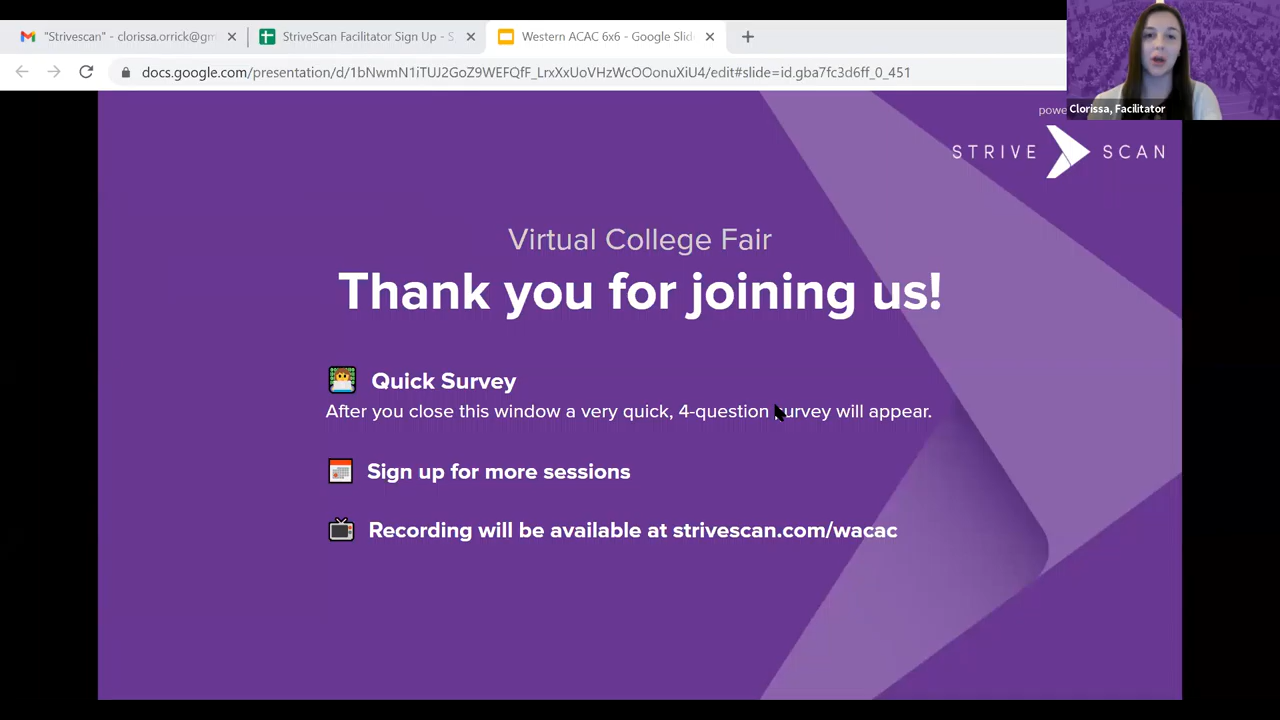 "Strivescan" - clorissa.orrick@gm
StriveScan Facilitator Sign Up - S
Western ACAC 6x6 - Google Slid
docs.google.com/presentation/d/1bNwmN1iTUJ2GoZ9WEFQfF_LrxXxUoVHzWcOOonuXiU4/edit#slide=id.gba7fc3d6ff_0_451
Clorissa, Facilitator
powe
STRIVE SCAN
Virtual College Fair
Thank you for joining us!
Quick Survey
After you close this window a very quick, 4-question survey will appear.
Sign up for more sessions
Recording will be available at strivescan.com/wacac